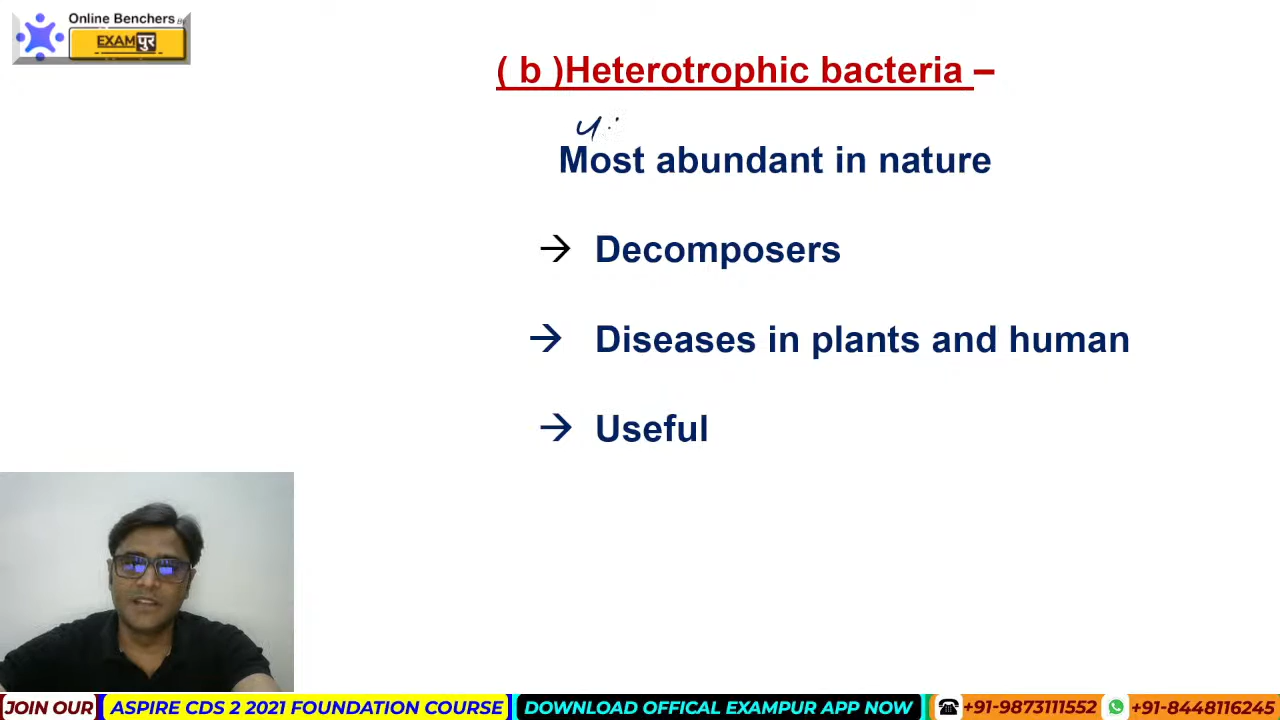 Online Benchers By
EXAMपुर
( b )Heterotrophic bacteria –
Most abundant in nature
→ Decomposers
→ Diseases in plants and human
→ Useful
JOIN OUR ASPIRE CDS 2 2021 FOUNDATION COURSE DOWNLOAD OFFICAL EXAMPUR APP NOW +91-9873111552 +91-8448116245